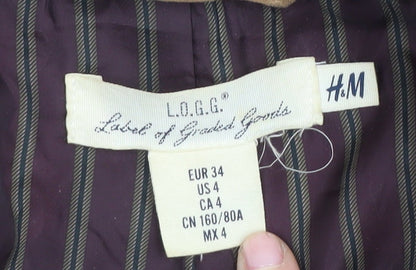 L.O.G.G.®
Label of Graded Goods
H&M
EUR 34
US 4
CA 4
CN 160/80A
MX 4